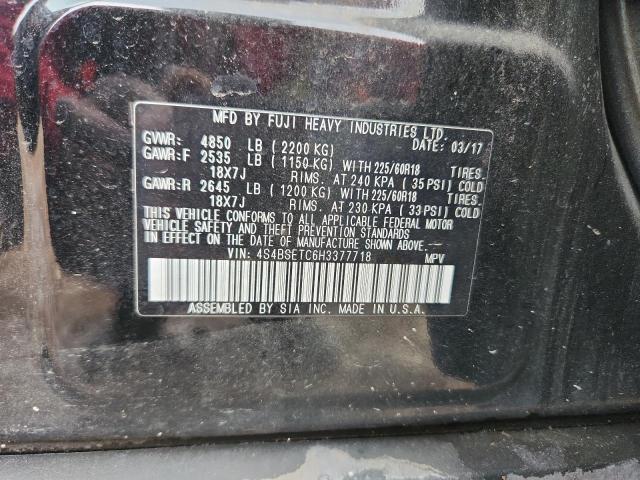 MFD BY FUJI HEAVY INDUSTRIES LTD.
GVWR: 4850 LB ( 2200 KG) DATE: 03/17
GAWR:F 2535 LB ( 1150 KG) WITH 225/60R18 TIRES.
18X7J RIMS. AT 240 KPA ( 35 PSI) COLD
GAWR:R 2645 LB ( 1200 KG) WITH 225/60R18 TIRES.
18X7J RIMS. AT 230 KPA ( 33 PSI) COLD
THIS VEHICLE CONFORMS TO ALL APPLICABLE FEDERAL MOTOR
VEHICLE SAFETY AND THEFT PREVENTION STANDARDS
IN EFFECT ON THE DATE OF MANUFACTURE SHOWN ABOVE.
VIN: 4S4BSETC6H3377718 MPV
ASSEMBLED BY SIA INC. MADE IN U.S.A.